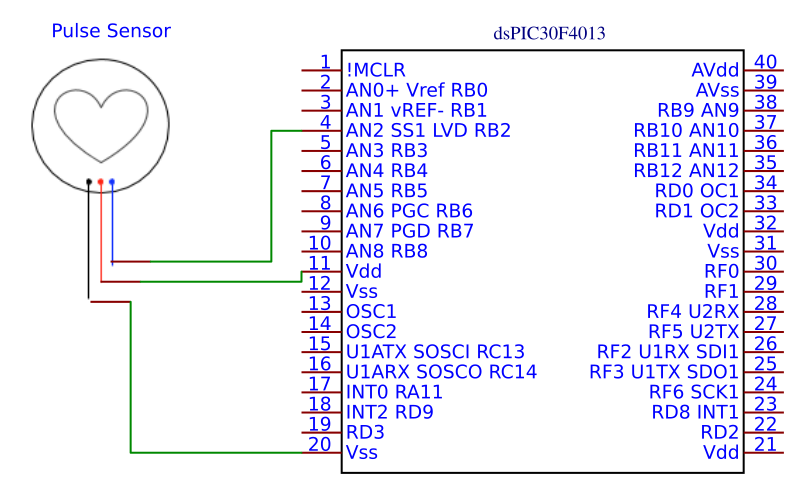 Pulse Sensor
dsPIC30F4013
1 !MCLR
2 AN0+ Vref RB0
3 AN1 vREF- RB1
4 AN2 SS1 LVD RB2
5 AN3 RB3
6 AN4 RB4
7 AN5 RB5
8 AN6 PGC RB6
9 AN7 PGD RB7
10 AN8 RB8
11 Vdd
12 Vss
13 OSC1
14 OSC2
15 U1ATX SOSCI RC13
16 U1ARX SOSCO RC14
17 INT0 RA11
18 INT2 RD9
19 RD3
20 Vss
AVdd 40
AVss 39
RB9 AN9 38
RB10 AN10 37
RB11 AN11 36
RB12 AN12 35
RD0 OC1 34
RD1 OC2 33
Vdd 32
Vss 31
RF0 30
RF1 29
RF4 U2RX 28
RF5 U2TX 27
RF2 U1RX SDI1 26
RF3 U1TX SDO1 25
RF6 SCK1 24
RD8 INT1 23
RD2 22
Vdd 21